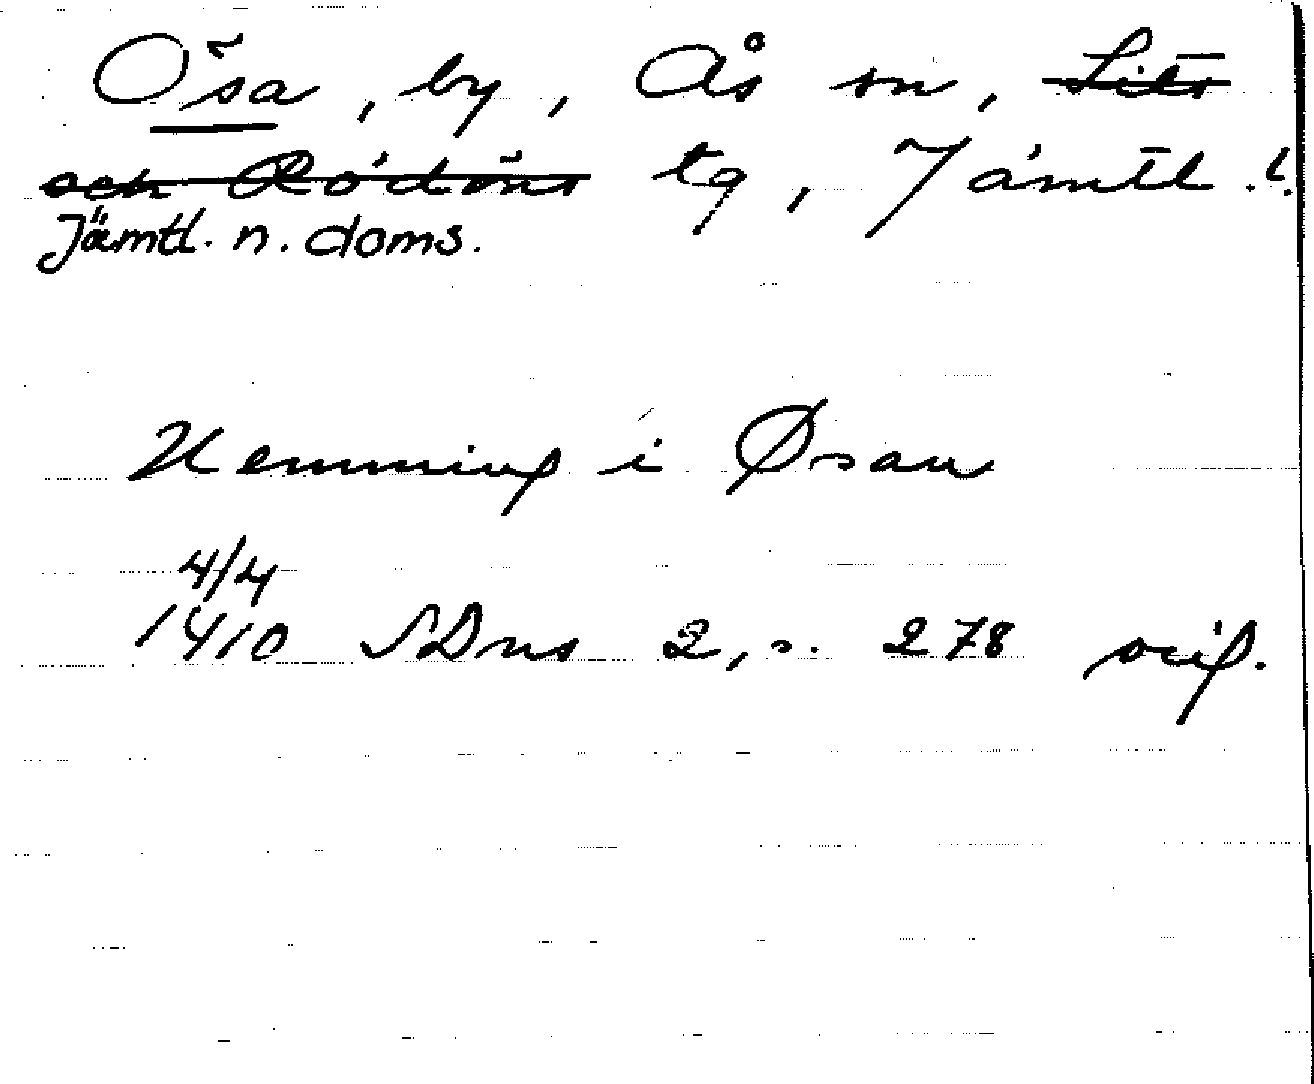 Ösa, by, Ås sn, Lits
och Rödöns tg, Jämtl. l.
Jämtl. n. doms.
Hemming i Øsan
4/4
1410 SDns 2, s. 278 orig.